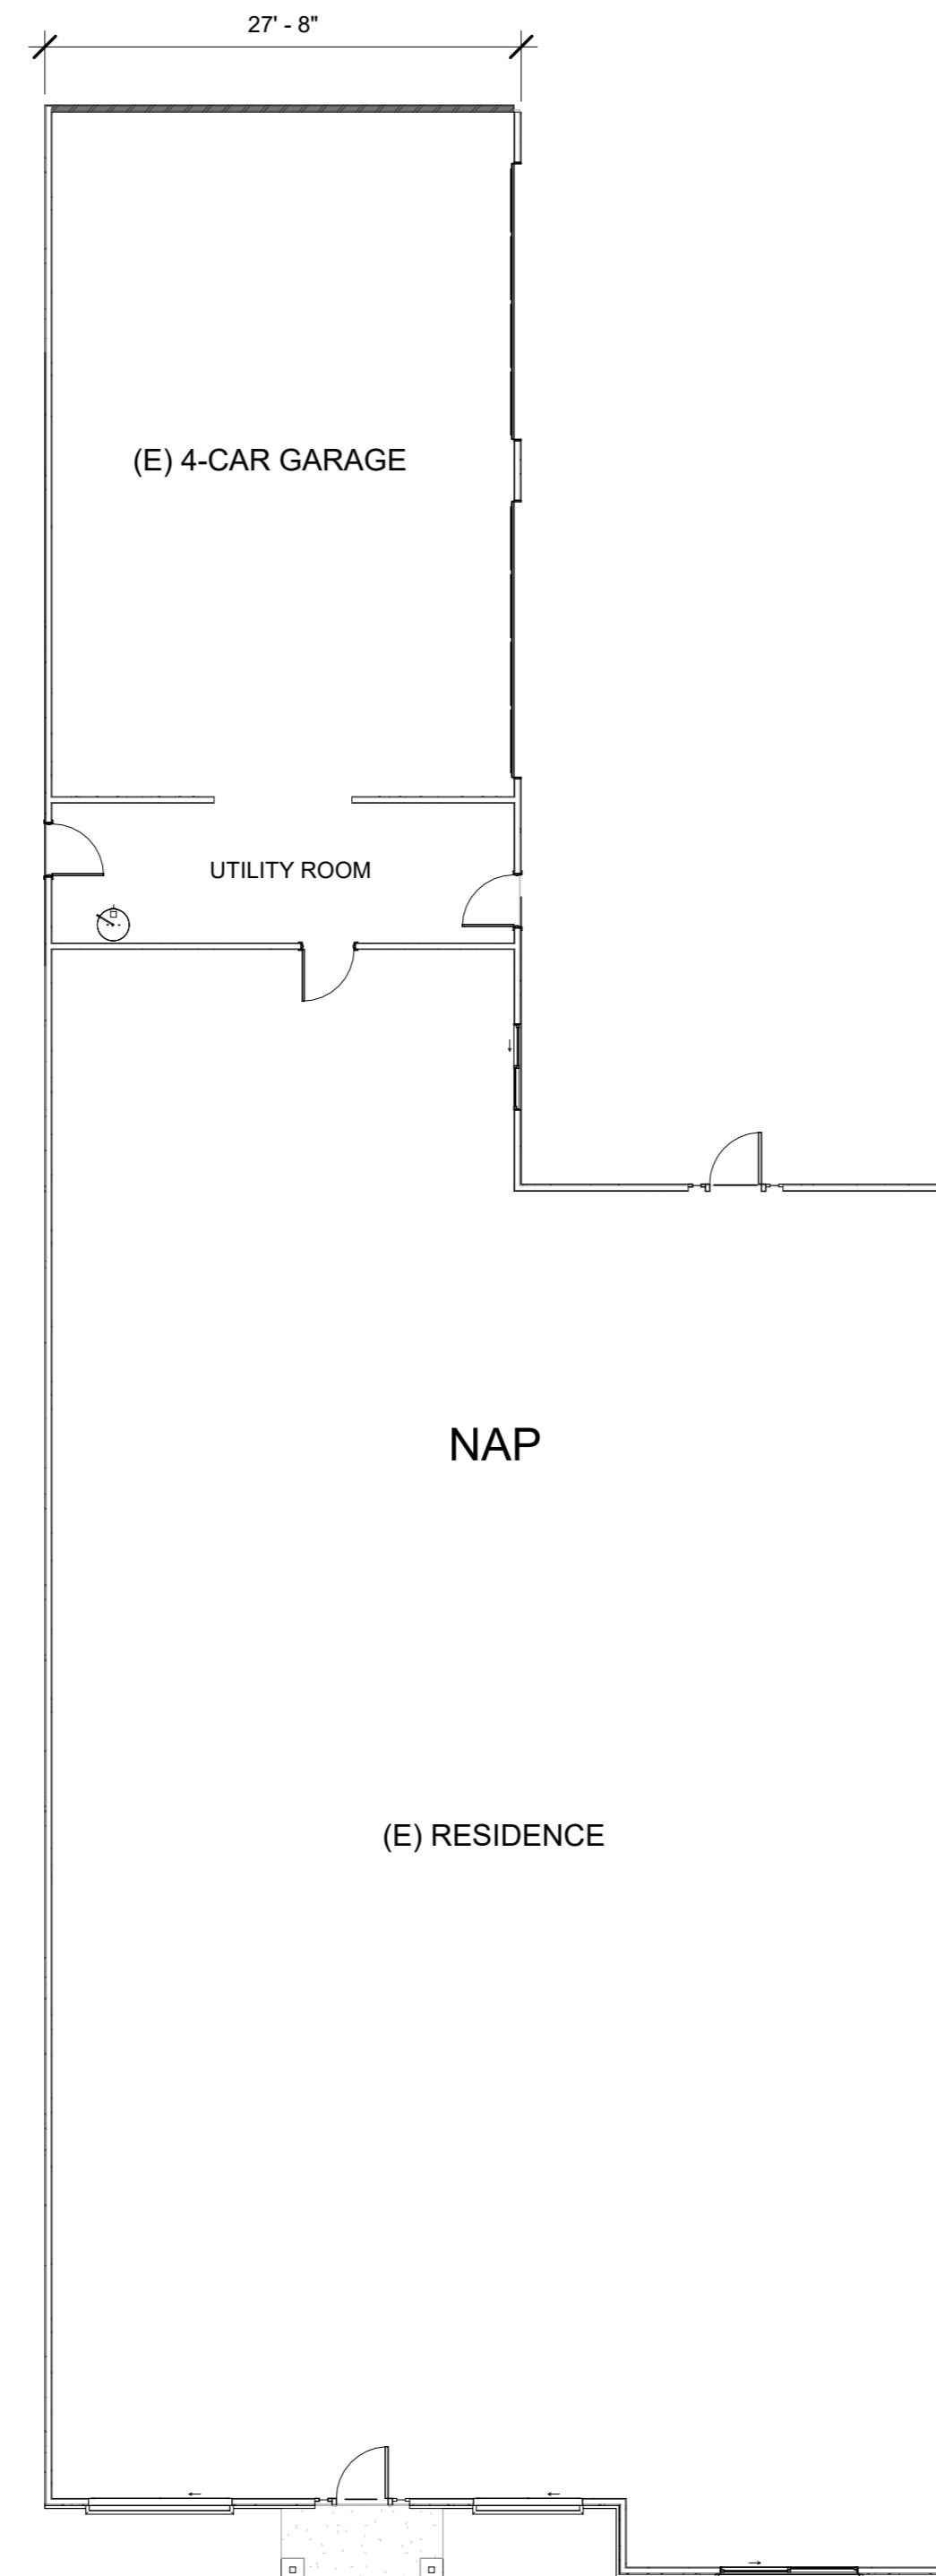 27' - 8"
(E) 4-CAR GARAGE
UTILITY ROOM
NAP
(E) RESIDENCE